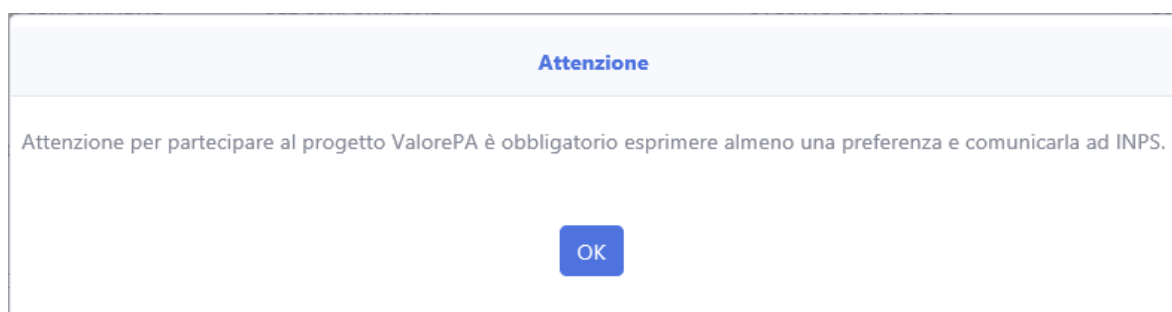 Attenzione
Attenzione per partecipare al progetto ValorePA è obbligatorio esprimere almeno una preferenza e comunicarla ad INPS.
OK